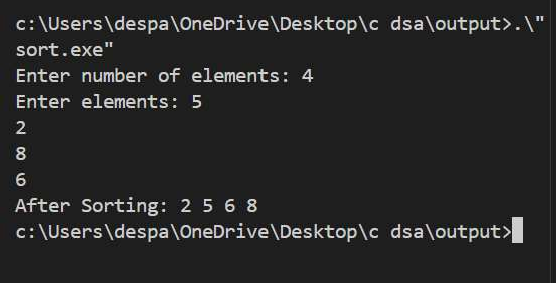 c:\Users\despa\OneDrive\Desktop\c dsa\output>.\"
sort.exe"
Enter number of elements: 4
Enter elements: 5
2
8
6
After Sorting: 2 5 6 8
c:\Users\despa\OneDrive\Desktop\c dsa\output>